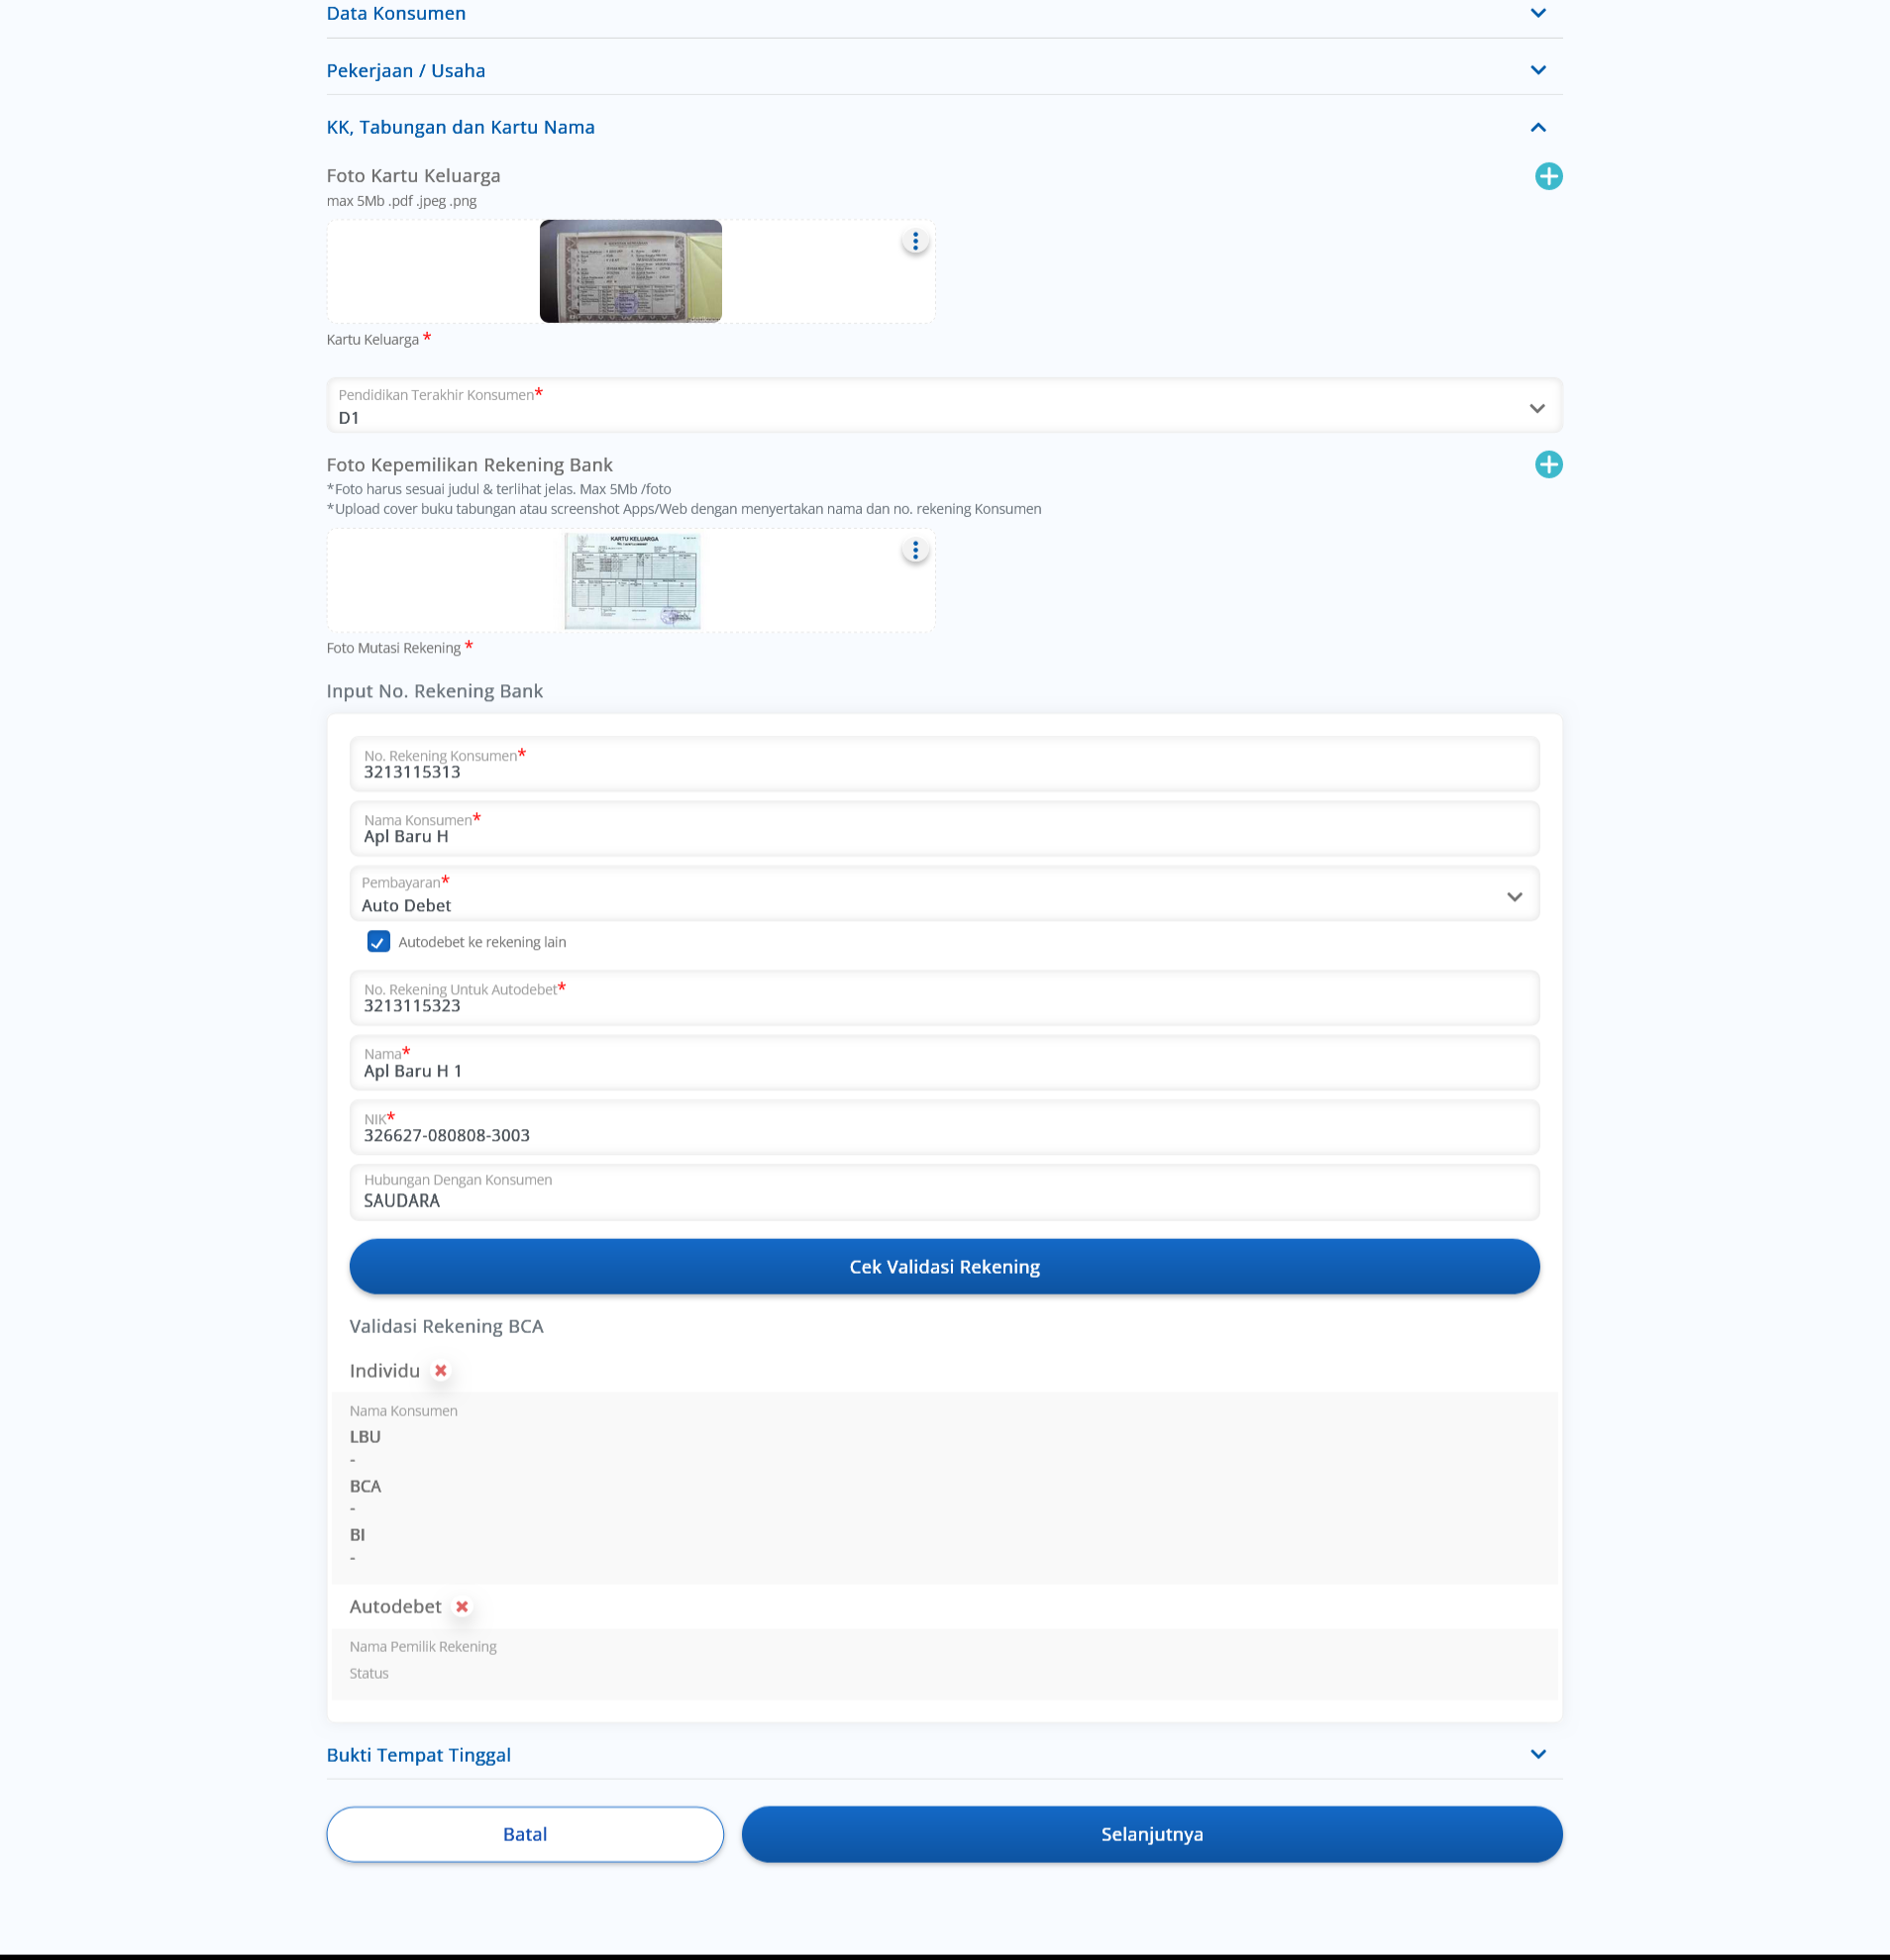 Data Konsumen
Pekerjaan / Usaha
KK, Tabungan dan Kartu Nama
Foto Kartu Keluarga
max 5Mb .pdf .jpeg .png
Kartu Keluarga *
Pendidikan Terakhir Konsumen*
D1
Foto Kepemilikan Rekening Bank
*Foto harus sesuai judul & terlihat jelas. Max 5Mb /foto
*Upload cover buku tabungan atau screenshot Apps/Web dengan menyertakan nama dan no. rekening Konsumen
KARTU KELUARGA
Foto Mutasi Rekening *
Input No. Rekening Bank
No. Rekening Konsumen*
3213115313
Nama Konsumen*
Apl Baru H
Pembayaran*
Auto Debet
Autodebet ke rekening lain
No. Rekening Untuk Autodebet*
3213115323
Nama*
Apl Baru H 1
NIK*
326627-080808-3003
Hubungan Dengan Konsumen
SAUDARA
Cek Validasi Rekening
Validasi Rekening BCA
Individu
Nama Konsumen
LBU
-
BCA
-
BI
-
Autodebet
Nama Pemilik Rekening
Status
Bukti Tempat Tinggal
Batal
Selanjutnya